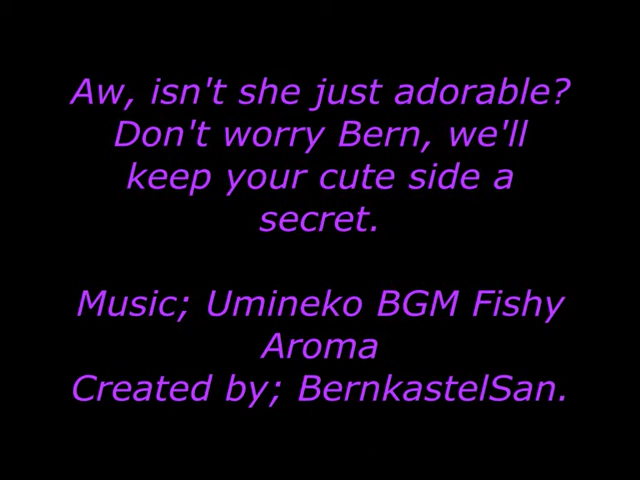 Aw, isn't she just adorable?
Don't worry Bern, we'll
keep your cute side a
secret.
Music; Umineko BGM Fishy
Aroma
Created by; BernkastelSan.